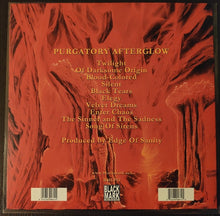 PURGATORY AFTERGLOW
Twilight
Of Darksome Origin
Blood-Colored
Silent
Black Tears
Elegy
Velvet Dreams
Enter Chaos
The Sinner and The Sadness
Song Of Sirens
Produced by Edge Of Sanity
BLACK
MARK